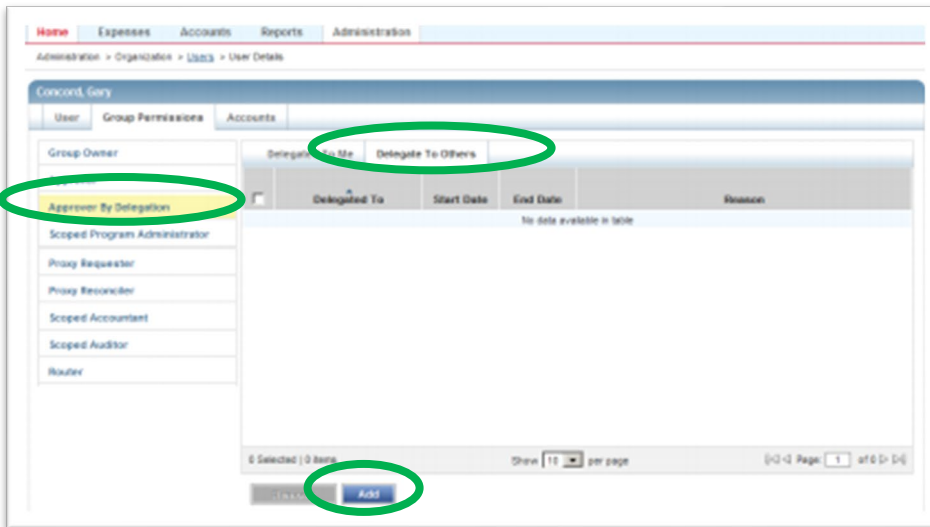 Home Expenses Accounts Reports Administration
Administration > Organization > Users > User Details
Concord, Gary
User Group Permissions Accounts
Group Owner
Delegated To Me Delegate To Others
Approver By Delegation
Delegated To Start Date End Date Reason
No data available in table
Scoped Program Administrator
Proxy Requester
Proxy Reconciler
Scoped Accountant
Scoped Auditor
Router
0 Selected | 0 Items Show 10 per page Page: 1 of 0
Add